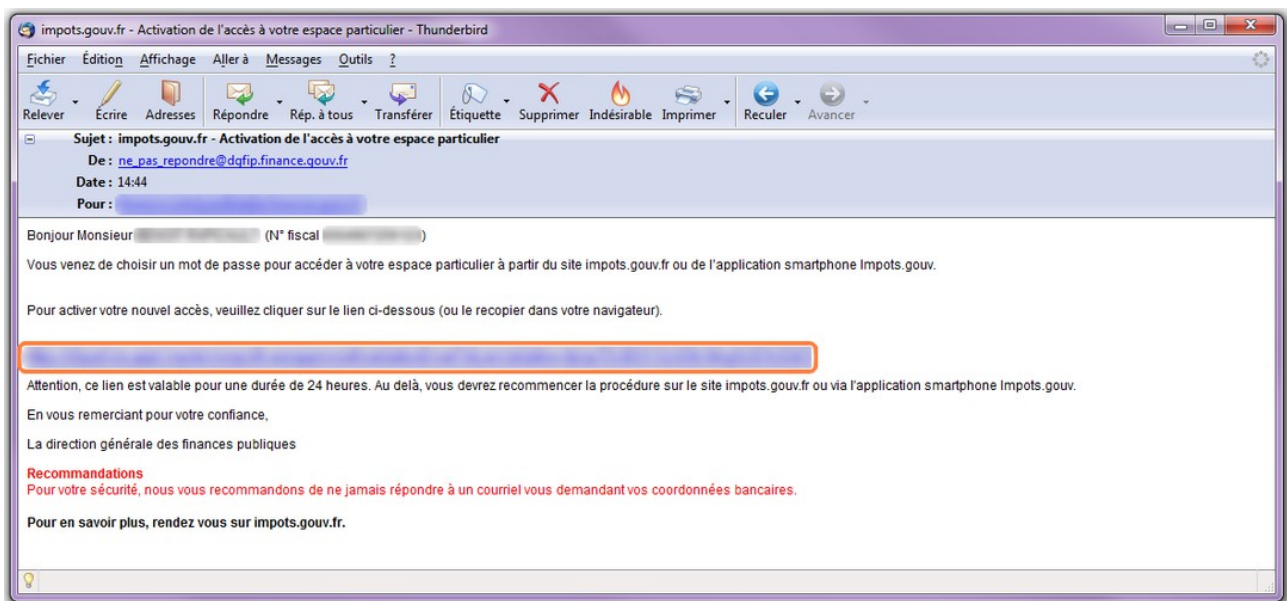 impots.gouv.fr - Activation de l'accès à votre espace particulier - Thunderbird
Fichier Édition Affichage Aller à Messages Outils ?
Relever Écrire Adresses Répondre Rép. à tous Transférer Étiquette Supprimer Indésirable Imprimer Reculer Avancer
Sujet : impots.gouv.fr - Activation de l'accès à votre espace particulier
De : ne_pas_repondre@dgfip.finance.gouv.fr
Date : 14:44
Pour :
Bonjour Monsieur (N° fiscal )
Vous venez de choisir un mot de passe pour accéder à votre espace particulier à partir du site impots.gouv.fr ou de l'application smartphone Impots.gouv.
Pour activer votre nouvel accès, veuillez cliquer sur le lien ci-dessous (ou le recopier dans votre navigateur).
Attention, ce lien est valable pour une durée de 24 heures. Au delà, vous devrez recommencer la procédure sur le site impots.gouv.fr ou via l'application smartphone Impots.gouv.
En vous remerciant pour votre confiance,
La direction générale des finances publiques
Recommandations
Pour votre sécurité, nous vous recommandons de ne jamais répondre à un courriel vous demandant vos coordonnées bancaires.
Pour en savoir plus, rendez vous sur impots.gouv.fr.